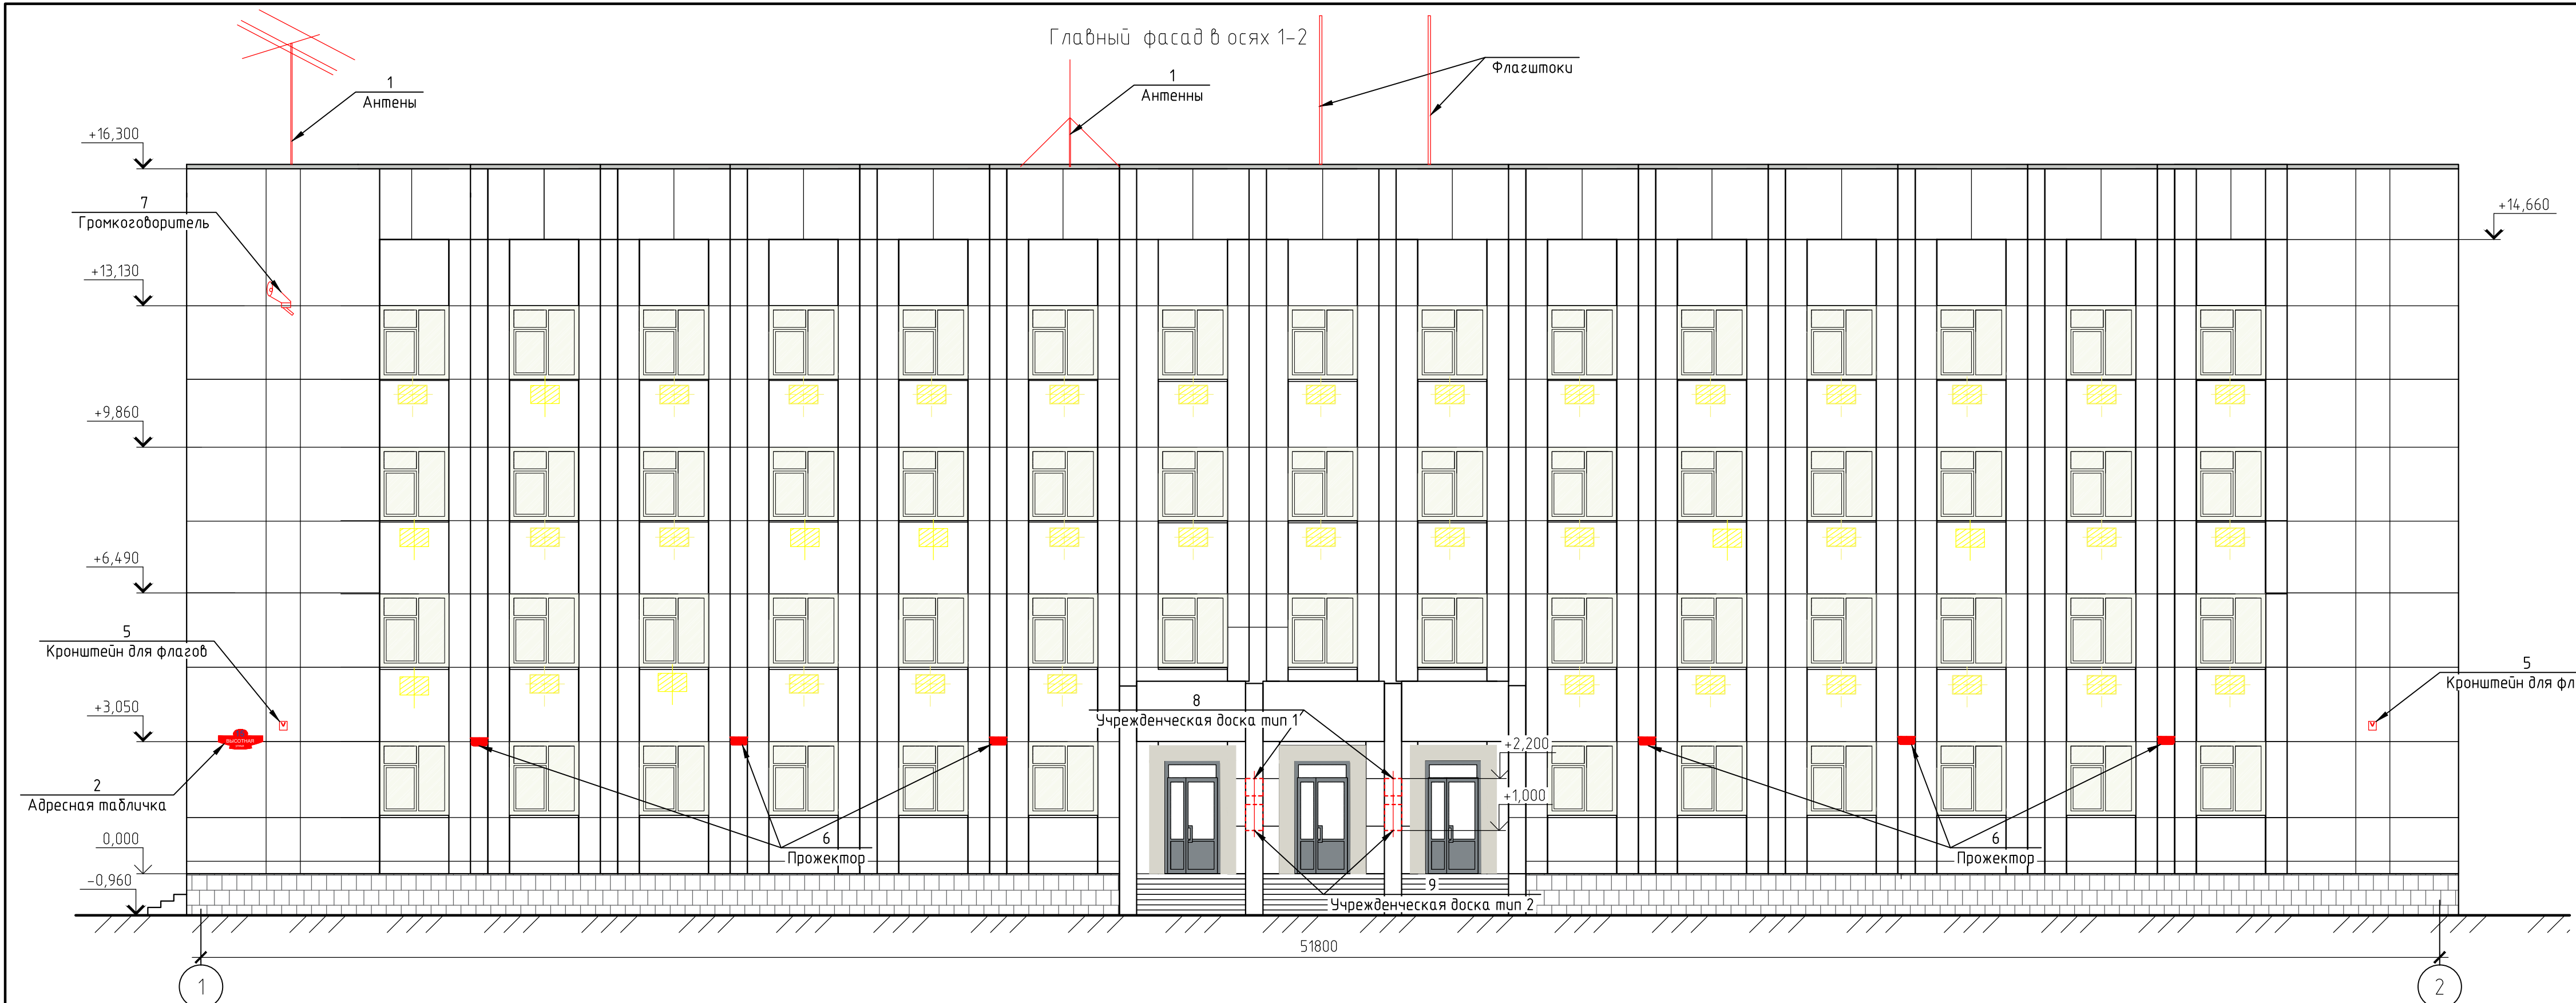 Главный фасад в осях 1-2
1
Антены
1
Антенны
Флагштоки
+16,300
7
Громкоговоритель
+14,660
+13,130
+9,860
+6,490
5
Кронштейн для флагов
5
Кронштейн для фл
+3,050
8
Учрежденческая доска тип 1
ВЫСОТНАЯ
+2,200
2
Адресная табличка
+1,000
0,000
6
Прожектор
6
Прожектор
-0,960
9
Учрежденческая доска тип 2
51800
1
2